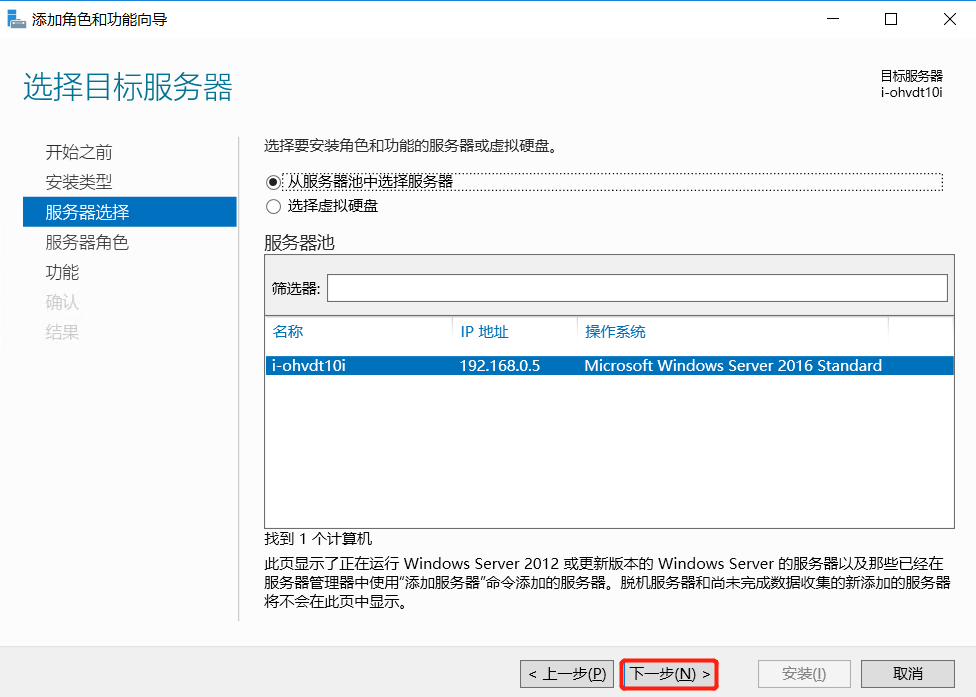 添加角色和功能向导
选择目标服务器
目标服务器
i-ohvdt10i
开始之前
安装类型
服务器选择
服务器角色
功能
确认
结果
选择要安装角色和功能的服务器或虚拟硬盘。
从服务器池中选择服务器
选择虚拟硬盘
服务器池
筛选器:
名称 IP 地址 操作系统
i-ohvdt10i 192.168.0.5 Microsoft Windows Server 2016 Standard
找到 1 个计算机
此页显示了正在运行 Windows Server 2012 或更新版本的 Windows Server 的服务器以及那些已经在
服务器管理器中使用“添加服务器”命令添加的服务器。脱机服务器和尚未完成数据收集的新添加的服务器
将不会在此页中显示。
< 上一步(P) 下一步(N) > 安装(I) 取消